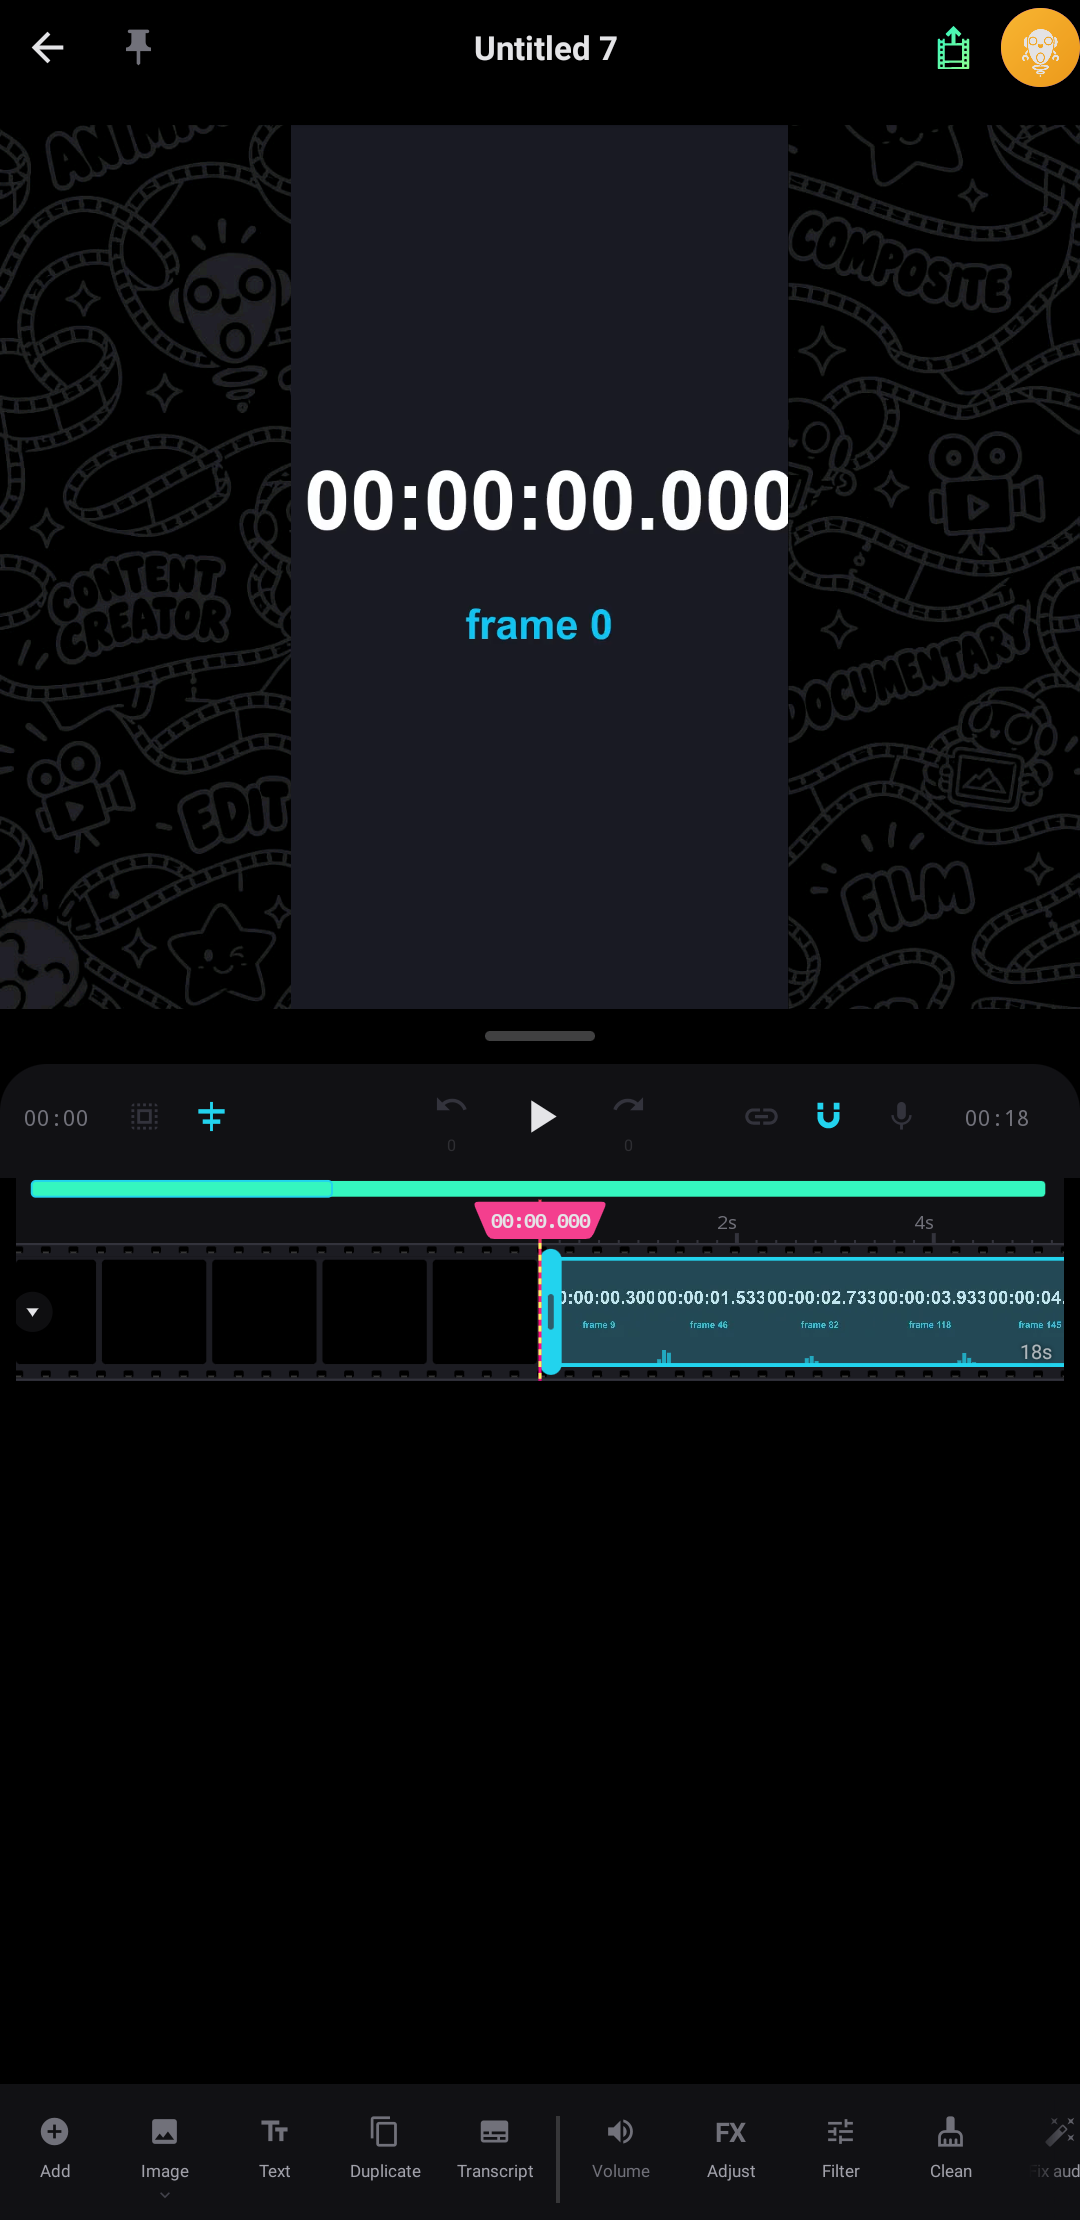 Untitled 7
ANIMA
COMPOSITE
00:00:00.000
CONTENT
CREATOR
frame 0
DOCUMENTARY
EDIT
FILM
00:00
0
0
00:18
00:00.000
2s
4s
0:00:00.300 00:00:01.533 00:00:02.733 00:00:03.933 00:00:04.
frame 9 frame 46 frame 82 frame 118 frame 145
18s
Add Image Text Duplicate Transcript Volume FX Adjust Filter Clean Fix aud